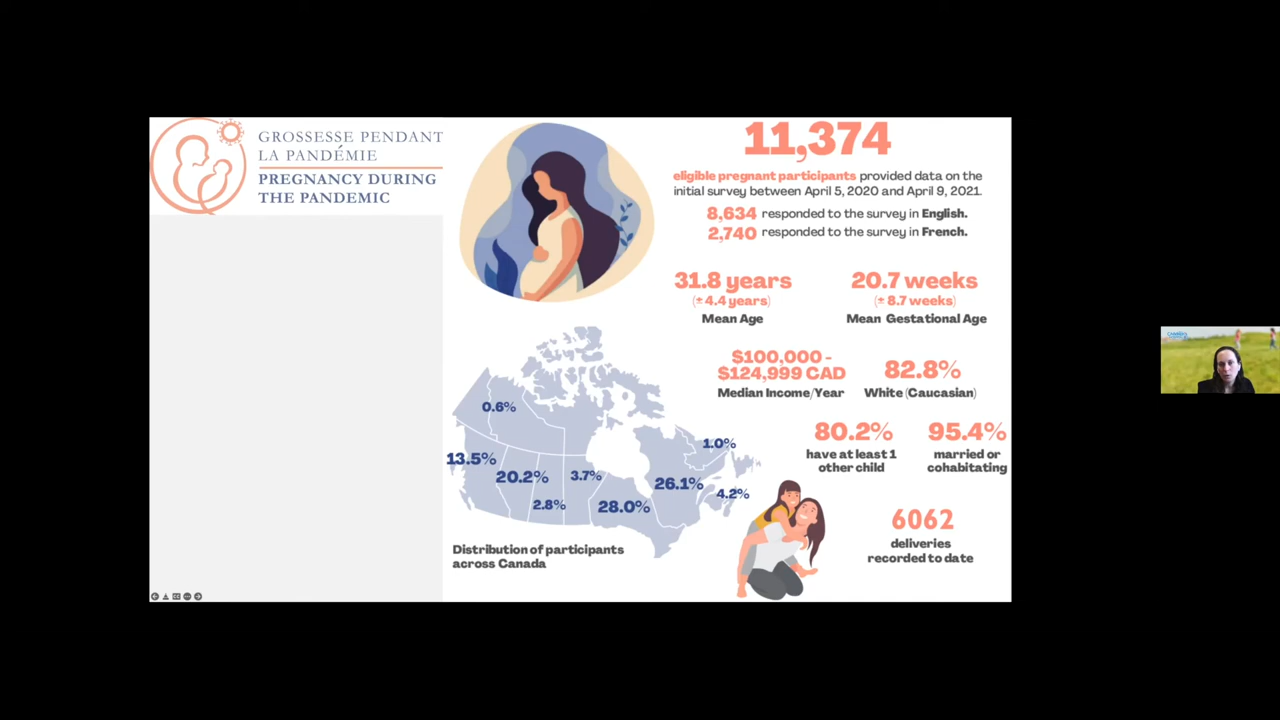 GROSSESSE PENDANT
LA PANDÉMIE
PREGNANCY DURING
THE PANDEMIC
11,374
eligible pregnant participants provided data on the
initial survey between April 5, 2020 and April 9, 2021.
8,634 responded to the survey in English.
2,740 responded to the survey in French.
31.8 years
(± 4.4 years)
Mean Age
20.7 weeks
(± 8.7 weeks)
Mean Gestational Age
$100,000 -
$124,999 CAD
Median Income/Year
82.8%
White (Caucasian)
80.2%
have at least 1
other child
95.4%
married or
cohabitating
6062
deliveries
recorded to date
0.6%
13.5%
20.2%
2.8%
3.7%
28.0%
26.1%
1.0%
4.2%
Distribution of participants
across Canada